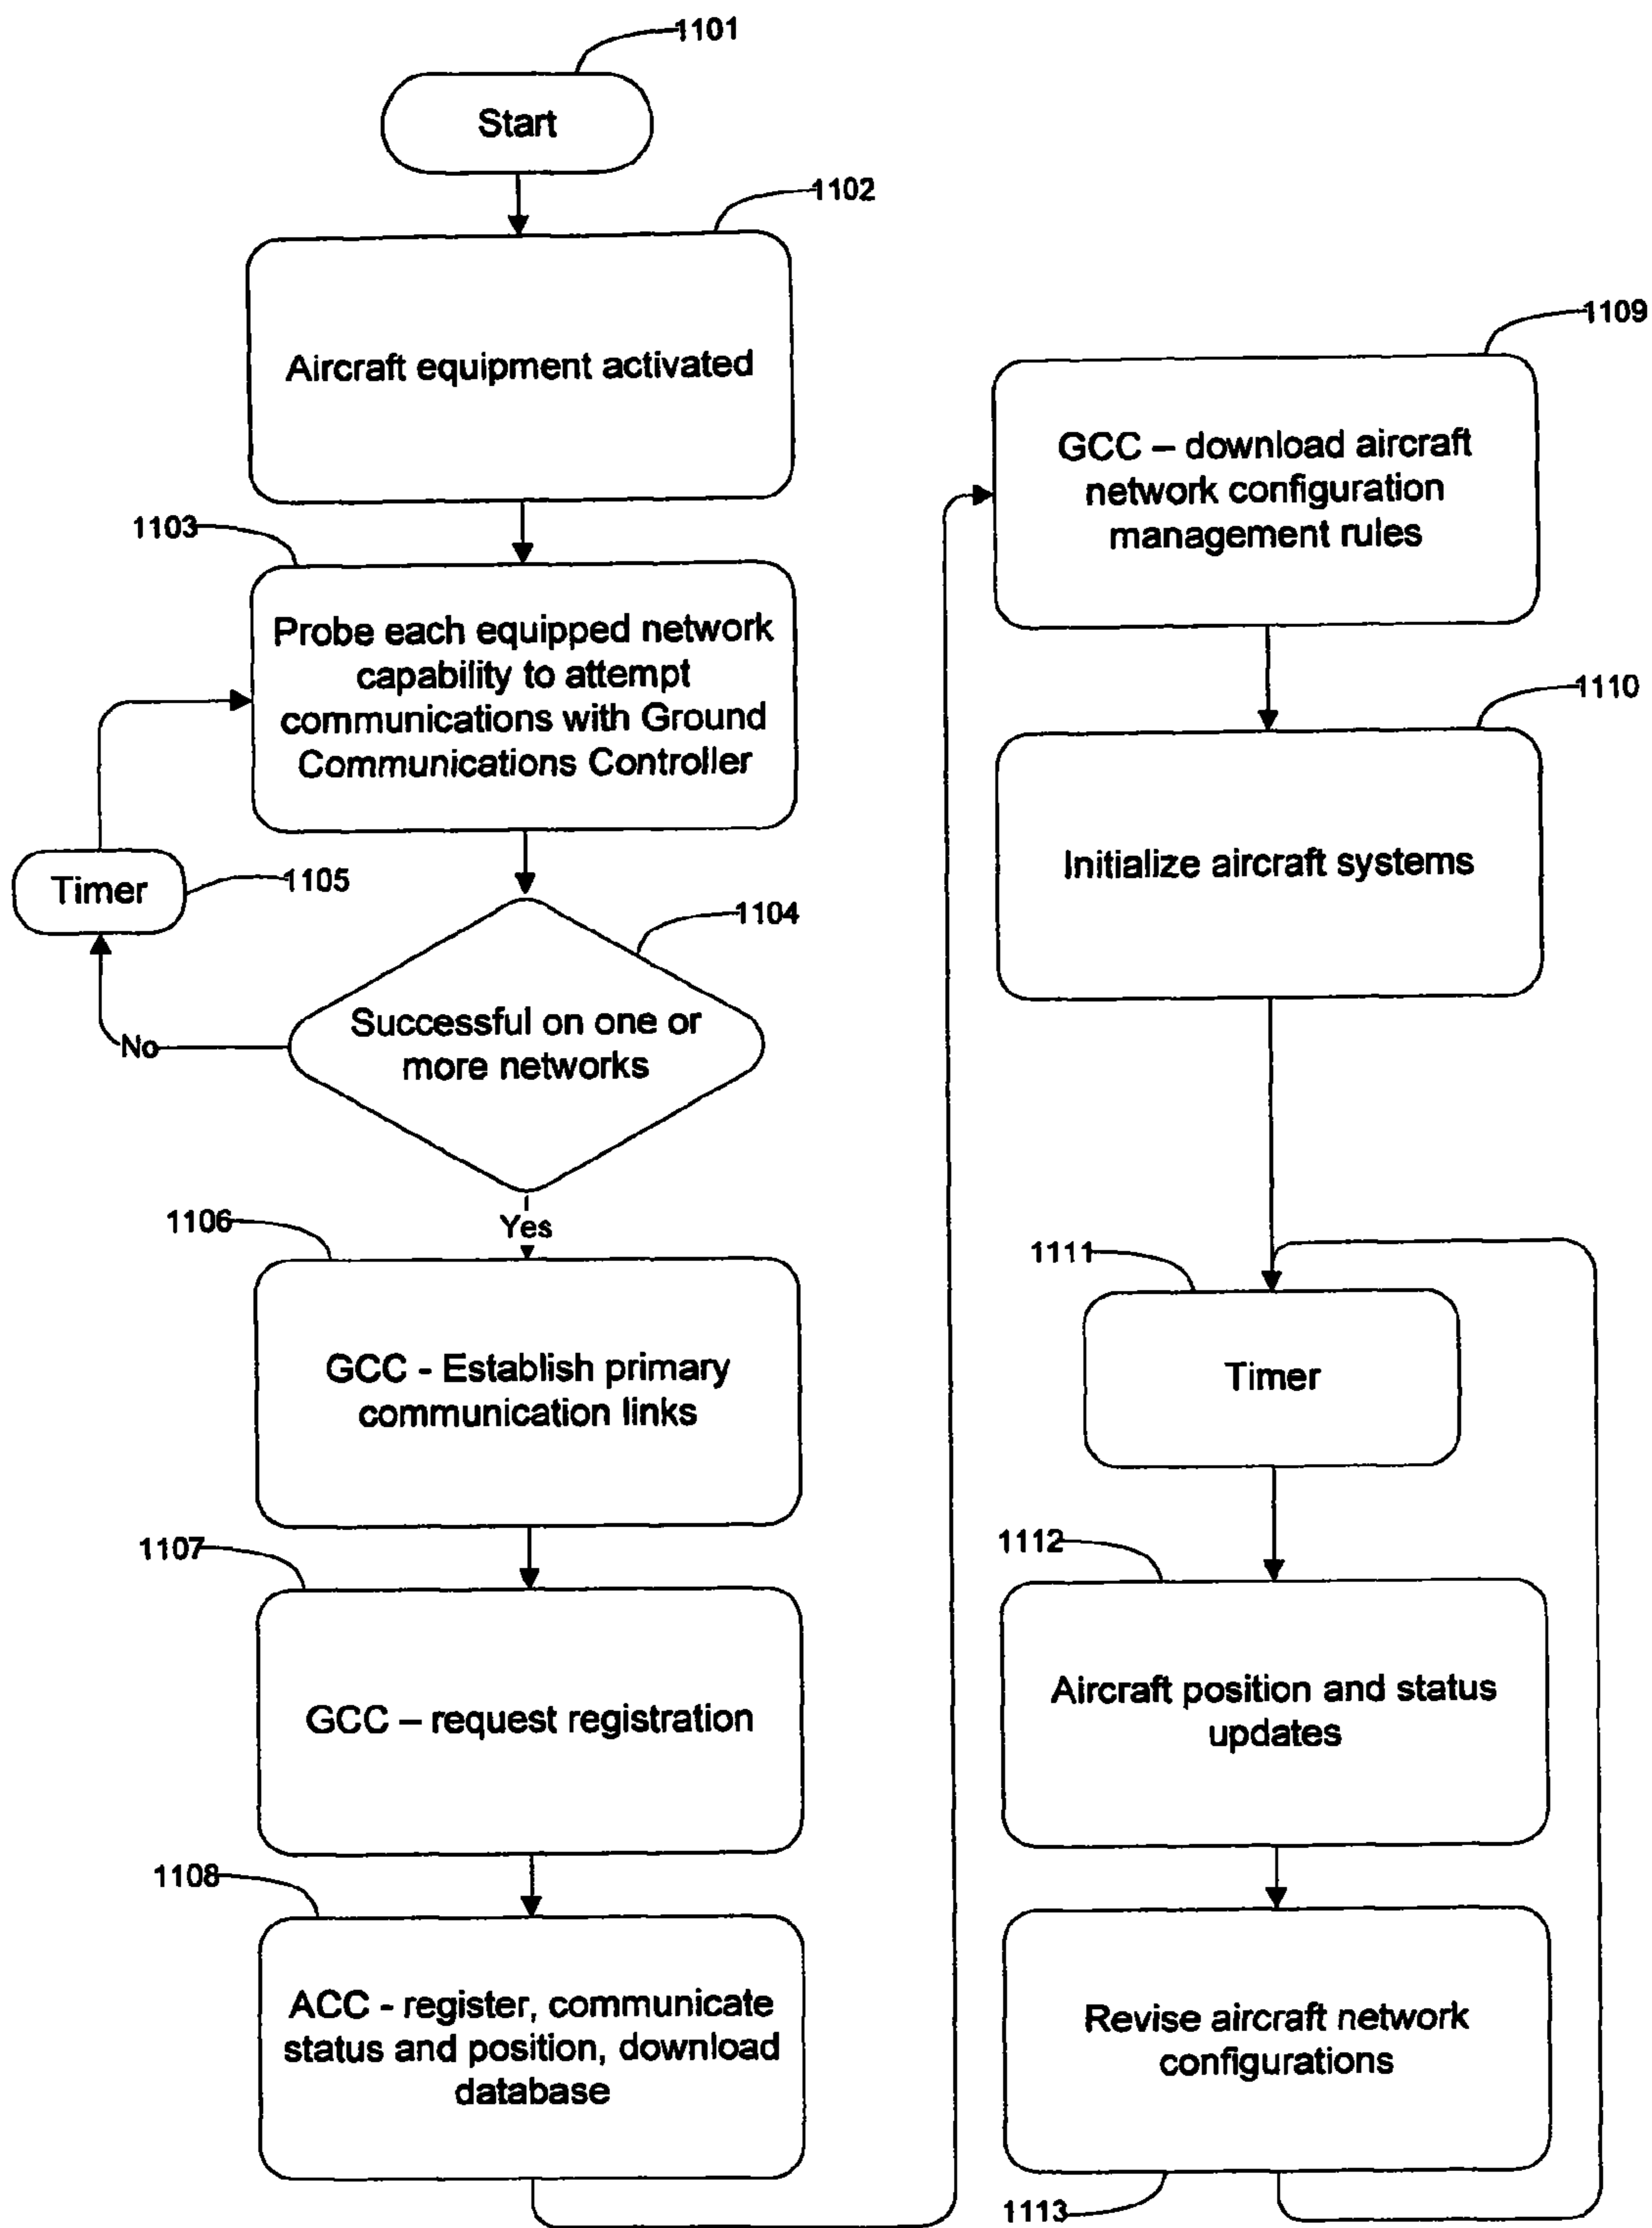 1101
Start
1102
Aircraft equipment activated
1103
Probe each equipped network
capability to attempt
communications with Ground
Communications Controller
Timer
1105
1104
Successful on one or
more networks
No
Yes
1106
GCC - Establish primary
communication links
1107
GCC – request registration
1108
ACC - register, communicate
status and position, download
database
1109
GCC – download aircraft
network configuration
management rules
1110
Initialize aircraft systems
1111
Timer
1112
Aircraft position and status
updates
Revise aircraft network
configurations
1113